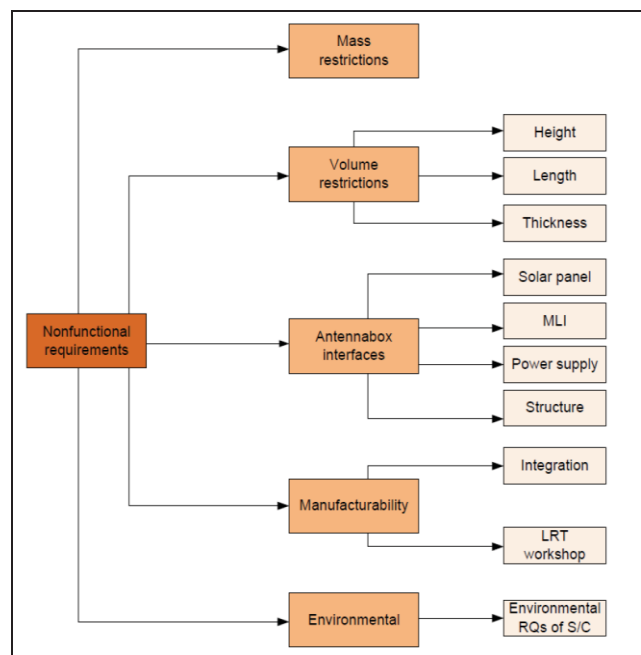 Mass
restrictions
Volume
restrictions
Height
Length
Thickness
Nonfunctional
requirements
Antennabox
interfaces
Solar panel
MLI
Power supply
Structure
Manufacturability
Integration
LRT
workshop
Environmental
Environmental
RQs of S/C